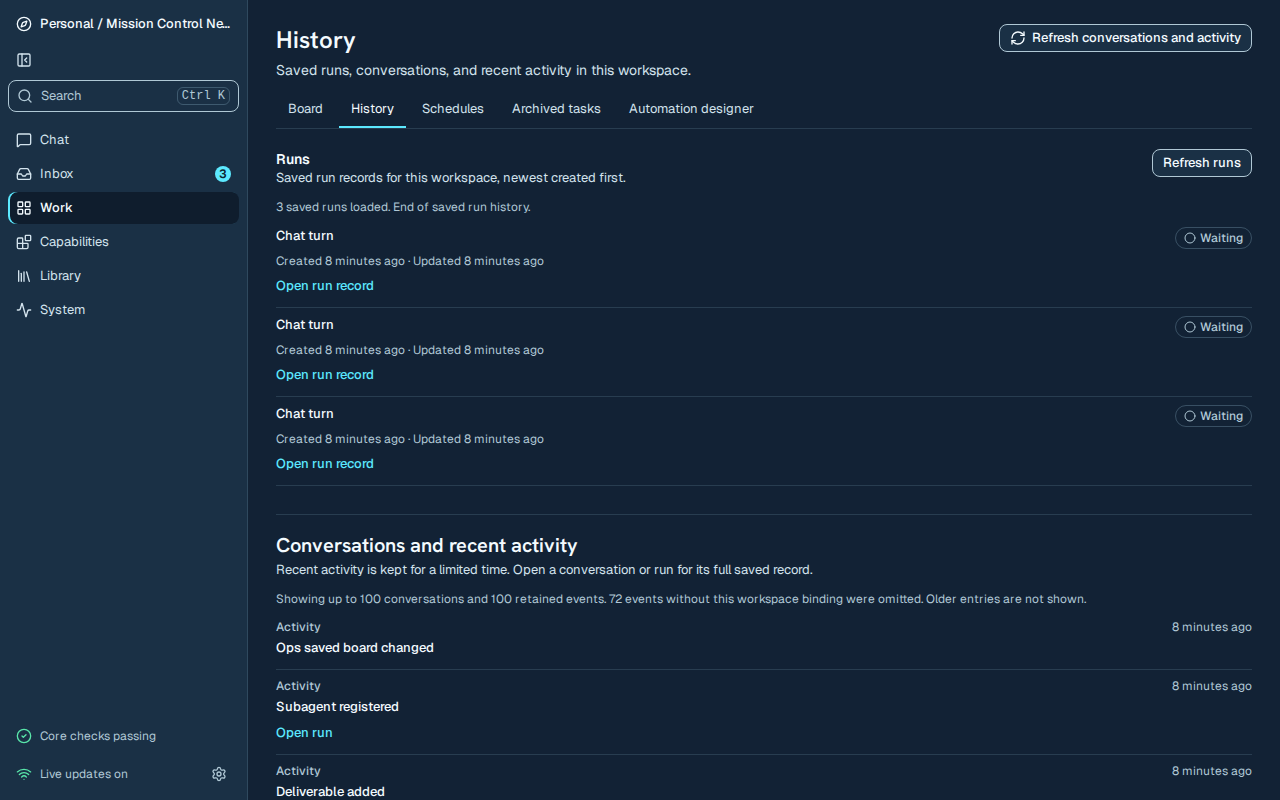 Personal / Mission Control Ne...
Search
Ctrl K
Chat
Inbox
3
Work
Capabilities
Library
System
Core checks passing
Live updates on
History
Refresh conversations and activity
Saved runs, conversations, and recent activity in this workspace.
Board
History
Schedules
Archived tasks
Automation designer
Runs
Refresh runs
Saved run records for this workspace, newest created first.
3 saved runs loaded. End of saved run history.
Chat turn
Waiting
Created 8 minutes ago · Updated 8 minutes ago
Open run record
Chat turn
Waiting
Created 8 minutes ago · Updated 8 minutes ago
Open run record
Chat turn
Waiting
Created 8 minutes ago · Updated 8 minutes ago
Open run record
Conversations and recent activity
Recent activity is kept for a limited time. Open a conversation or run for its full saved record.
Showing up to 100 conversations and 100 retained events. 72 events without this workspace binding were omitted. Older entries are not shown.
Activity
8 minutes ago
Ops saved board changed
Activity
8 minutes ago
Subagent registered
Open run
Activity
8 minutes ago
Deliverable added